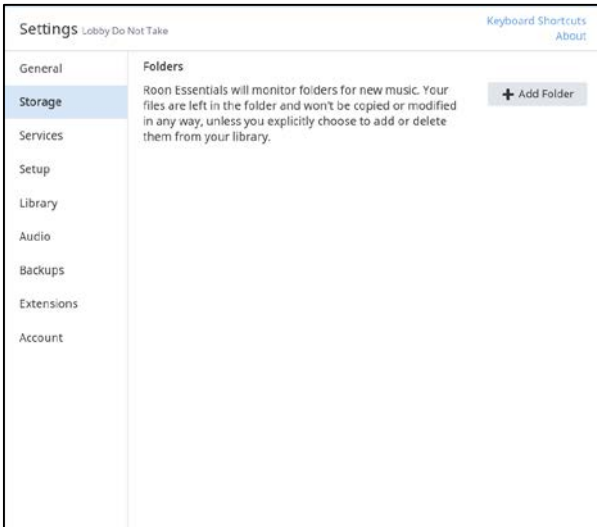 Settings Lobby Do Not Take
Keyboard Shortcuts
About
General
Storage
Services
Setup
Library
Audio
Backups
Extensions
Account
Folders
Roon Essentials will monitor folders for new music. Your
files are left in the folder and won't be copied or modified
in any way, unless you explicitly choose to add or delete
them from your library.
+ Add Folder